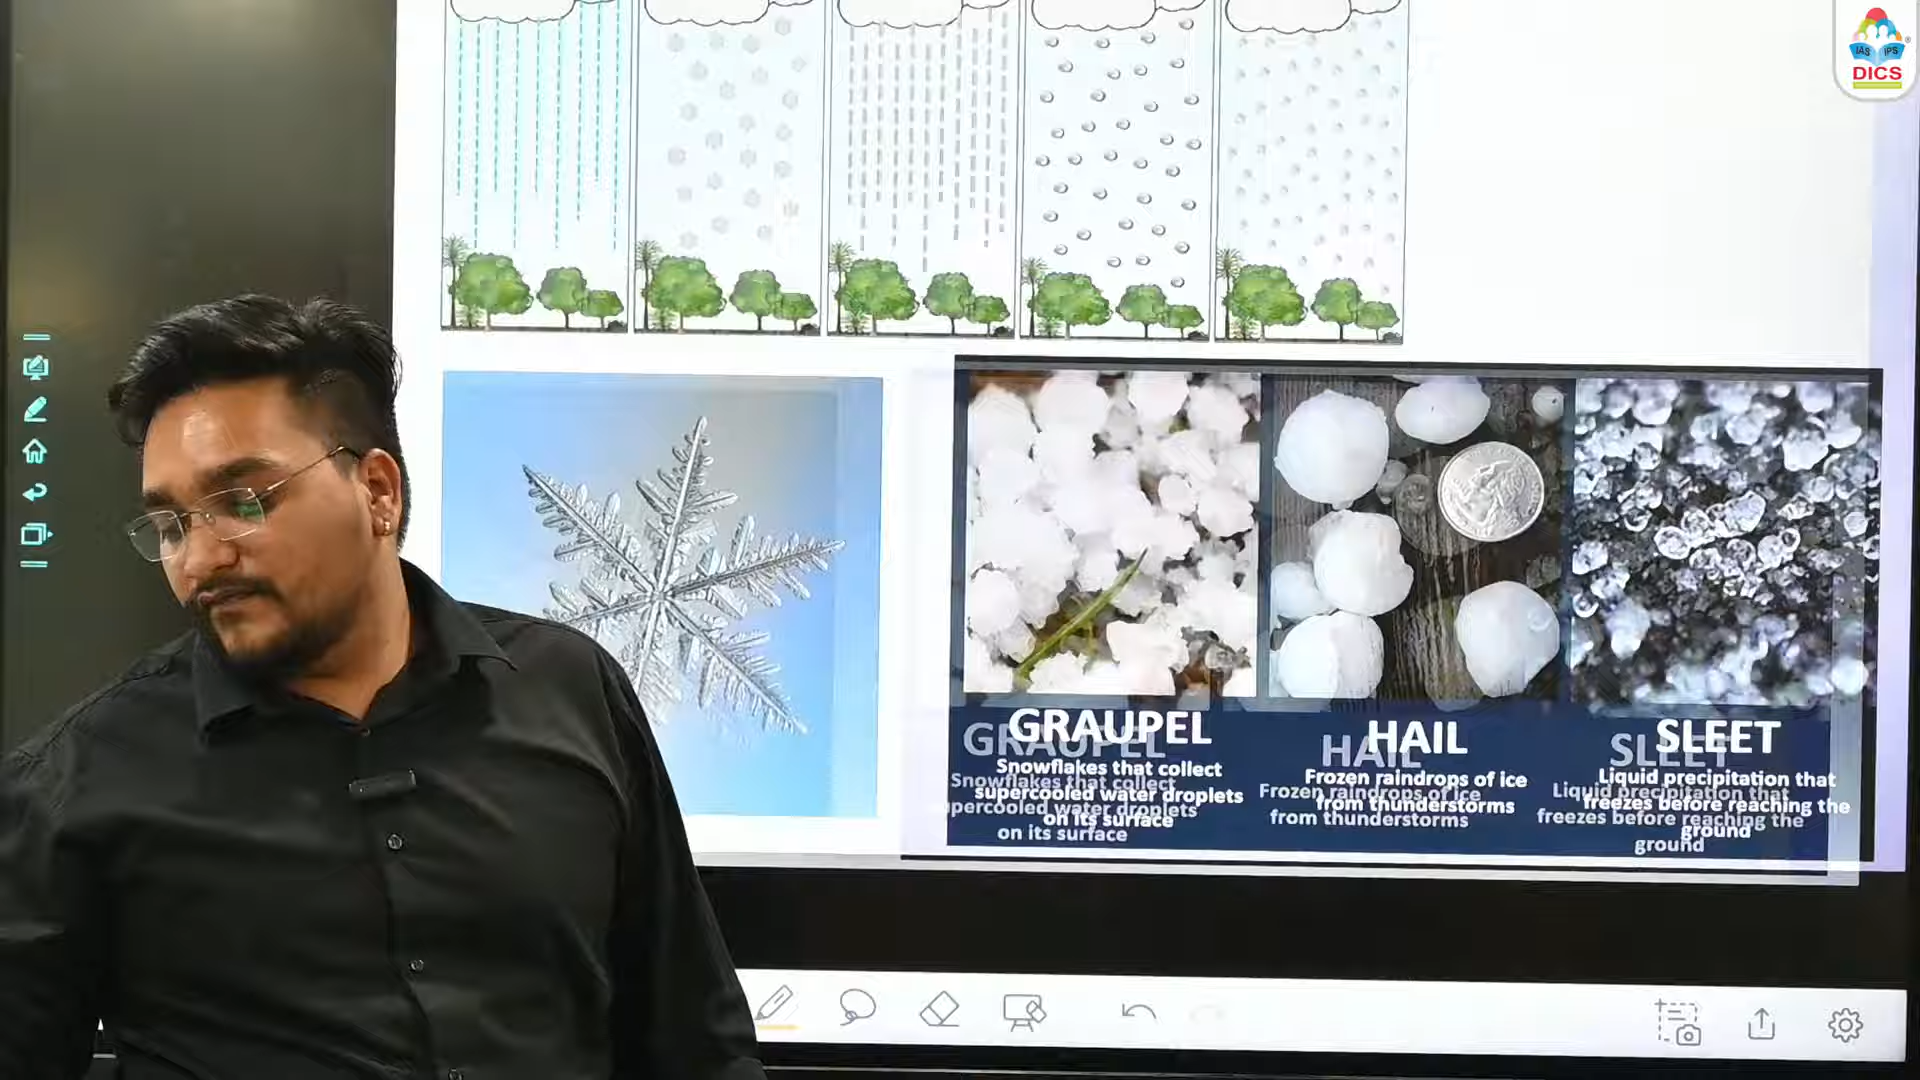 IAS IPS
DICS
GRAUPEL
Snowflakes that collect
supercooled water droplets
on its surface
HAIL
Frozen raindrops of ice
from thunderstorms
SLEET
Liquid precipitation that
freezes before reaching the
ground